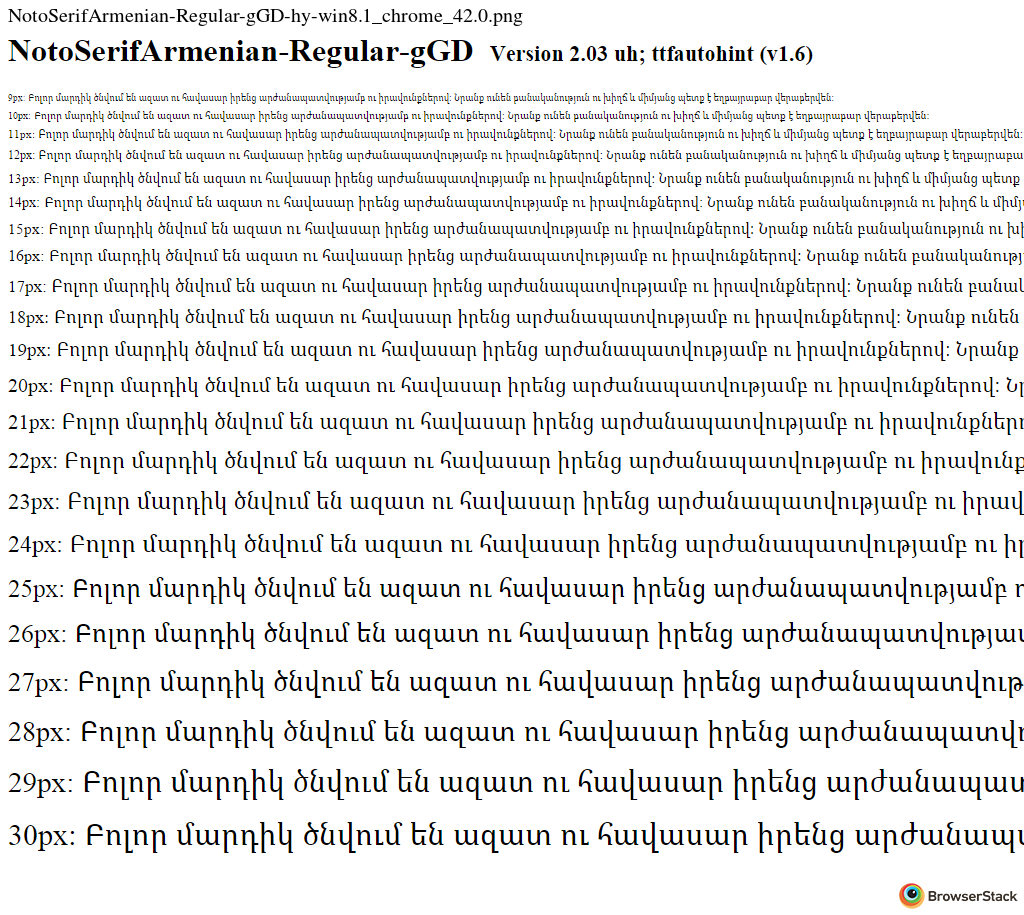 NotoSerifArmenian-Regular-gGD-hy-win8.1_chrome_42.0.png
NotoSerifArmenian-Regular-gGD Version 2.03 uh; ttfautohint (v1.6)
9px: Բոլոր մարդիկ ծնվում են ազատ ու հավասար իրենց արժանապատվությամբ ու իրավունքներով։ Նրանք ունեն բանականություն ու խիղճ և միմյանց պետք է եղբայրաբար վերաբերվեն։
10px: Բոլոր մարդիկ ծնվում են ազատ ու հավասար իրենց արժանապատվությամբ ու իրավունքներով։ Նրանք ունեն բանականություն ու խիղճ և միմյանց պետք է եղբայրաբար վերաբերվեն։
11px: Բոլոր մարդիկ ծնվում են ազատ ու հավասար իրենց արժանապատվությամբ ու իրավունքներով։ Նրանք ունեն բանականություն ու խիղճ և միմյանց պետք է եղբայրաբար վերաբերվեն։
12px: Բոլոր մարդիկ ծնվում են ազատ ու հավասար իրենց արժանապատվությամբ ու իրավունքներով։ Նրանք ունեն բանականություն ու խիղճ և միմյանց պետք է եղբայրաբա
13px: Բոլոր մարդիկ ծնվում են ազատ ու հավասար իրենց արժանապատվությամբ ու իրավունքներով։ Նրանք ունեն բանականություն ու խիղճ և միմյանց պետք
14px: Բոլոր մարդիկ ծնվում են ազատ ու հավասար իրենց արժանապատվությամբ ու իրավունքներով։ Նրանք ունեն բանականություն ու խիղճ և միմյ
15px: Բոլոր մարդիկ ծնվում են ազատ ու հավասար իրենց արժանապատվությամբ ու իրավունքներով։ Նրանք ունեն բանականություն ու խի
16px: Բոլոր մարդիկ ծնվում են ազատ ու հավասար իրենց արժանապատվությամբ ու իրավունքներով։ Նրանք ունեն բանականությ
17px: Բոլոր մարդիկ ծնվում են ազատ ու հավասար իրենց արժանապատվությամբ ու իրավունքներով։ Նրանք ունեն բանակ
18px: Բոլոր մարդիկ ծնվում են ազատ ու հավասար իրենց արժանապատվությամբ ու իրավունքներով։ Նրանք ունեն
19px: Բոլոր մարդիկ ծնվում են ազատ ու հավասար իրենց արժանապատվությամբ ու իրավունքներով։ Նրանք
20px: Բոլոր մարդիկ ծնվում են ազատ ու հավասար իրենց արժանապատվությամբ ու իրավունքներով։ Նր
21px: Բոլոր մարդիկ ծնվում են ազատ ու հավասար իրենց արժանապատվությամբ ու իրավունքներ
22px: Բոլոր մարդիկ ծնվում են ազատ ու հավասար իրենց արժանապատվությամբ ու իրավունք
23px: Բոլոր մարդիկ ծնվում են ազատ ու հավասար իրենց արժանապատվությամբ ու իրավ
24px: Բոլոր մարդիկ ծնվում են ազատ ու հավասար իրենց արժանապատվությամբ ու իր
25px: Բոլոր մարդիկ ծնվում են ազատ ու հավասար իրենց արժանապատվությամբ
26px: Բոլոր մարդիկ ծնվում են ազատ ու հավասար իրենց արժանապատվությա
27px: Բոլոր մարդիկ ծնվում են ազատ ու հավասար իրենց արժանապատվութ
28px: Բոլոր մարդիկ ծնվում են ազատ ու հավասար իրենց արժանապատվ
29px: Բոլոր մարդիկ ծնվում են ազատ ու հավասար իրենց արժանապատ
30px: Բոլոր մարդիկ ծնվում են ազատ ու հավասար իրենց արժանապ
BrowserStack